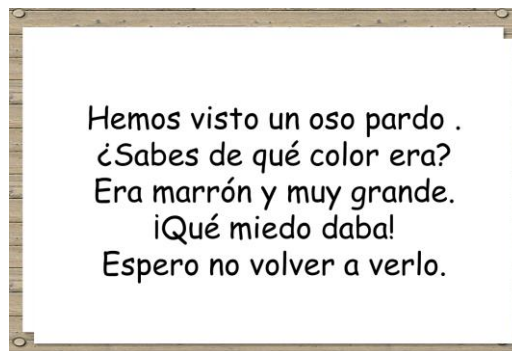 Hemos visto un oso pardo .
¿Sabes de qué color era?
Era marrón y muy grande.
¡Qué miedo daba!
Espero no volver a verlo.